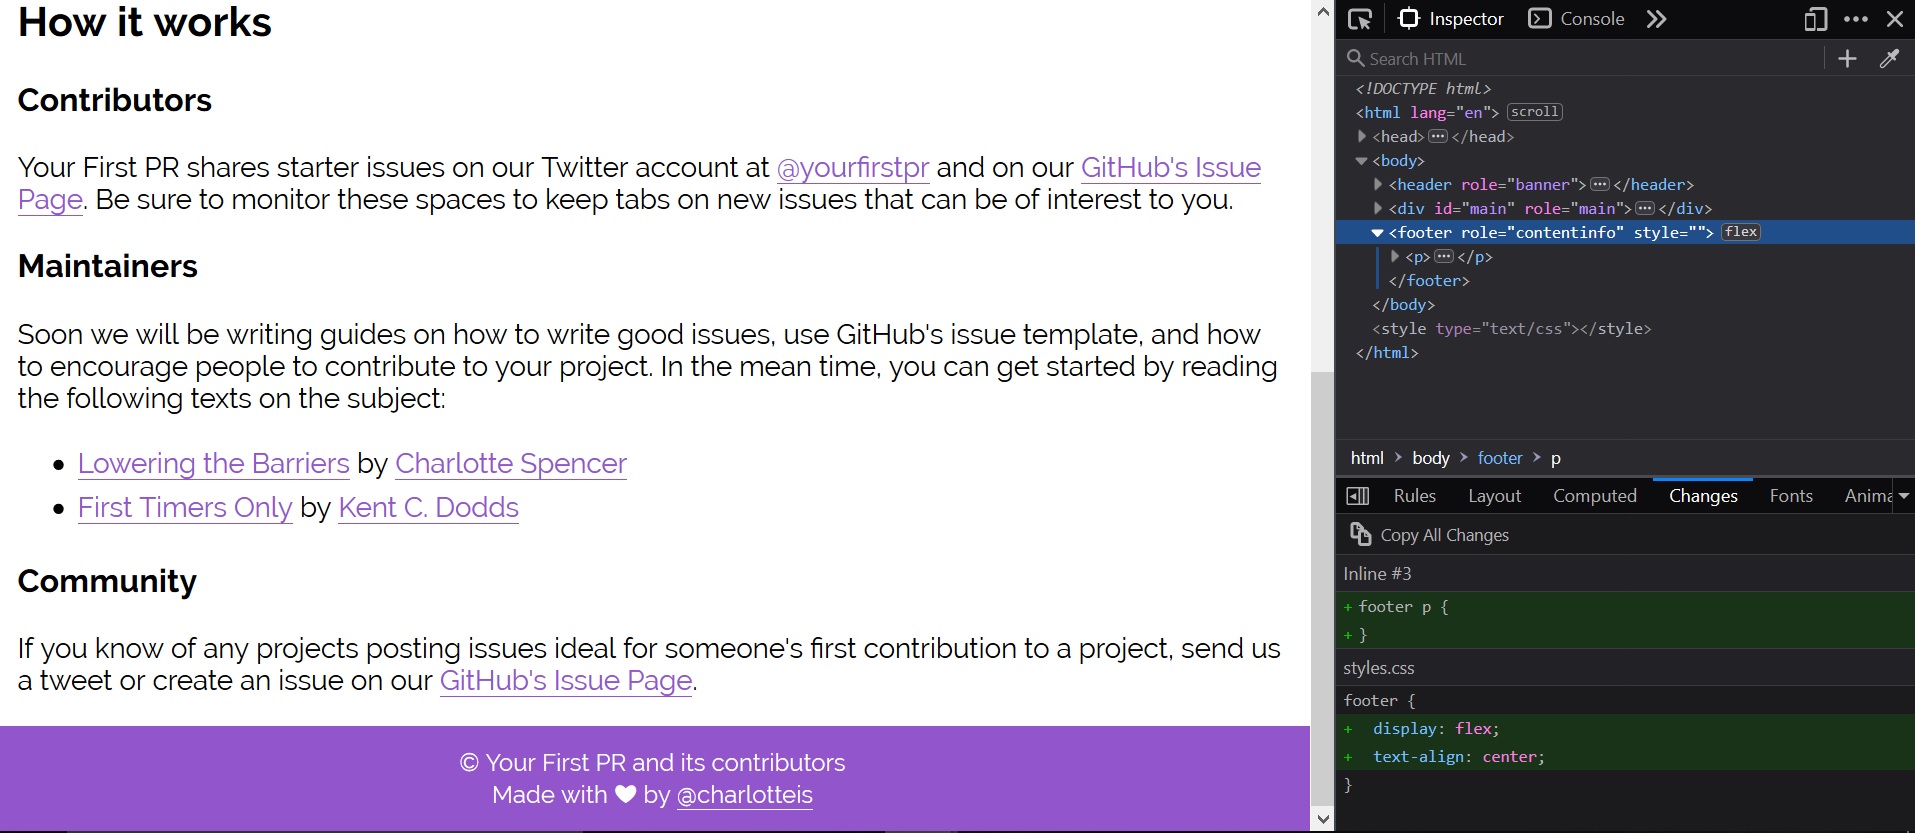 How it works
Contributors
Your First PR shares starter issues on our Twitter account at @yourfirstpr and on our GitHub's Issue
Page. Be sure to monitor these spaces to keep tabs on new issues that can be of interest to you.
Maintainers
Soon we will be writing guides on how to write good issues, use GitHub's issue template, and how
to encourage people to contribute to your project. In the mean time, you can get started by reading
the following texts on the subject:
• Lowering the Barriers by Charlotte Spencer
• First Timers Only by Kent C. Dodds
Community
If you know of any projects posting issues ideal for someone's first contribution to a project, send us
a tweet or create an issue on our GitHub's Issue Page.
© Your First PR and its contributors
Made with ♥ by @charlotteis
Inspector Console
Search HTML
<!DOCTYPE html>
<html lang="en"> scroll
<head>···</head>
<body>
<header role="banner">···</header>
<div id="main" role="main">···</div>
<footer role="contentinfo" style=""> flex
<p>···</p>
</footer>
</body>
<style type="text/css"></style>
</html>
html > body > footer > p
Rules Layout Computed Changes Fonts Anima
Copy All Changes
Inline #3
+ footer p {
+ }
styles.css
footer {
+ display: flex;
+ text-align: center;
}